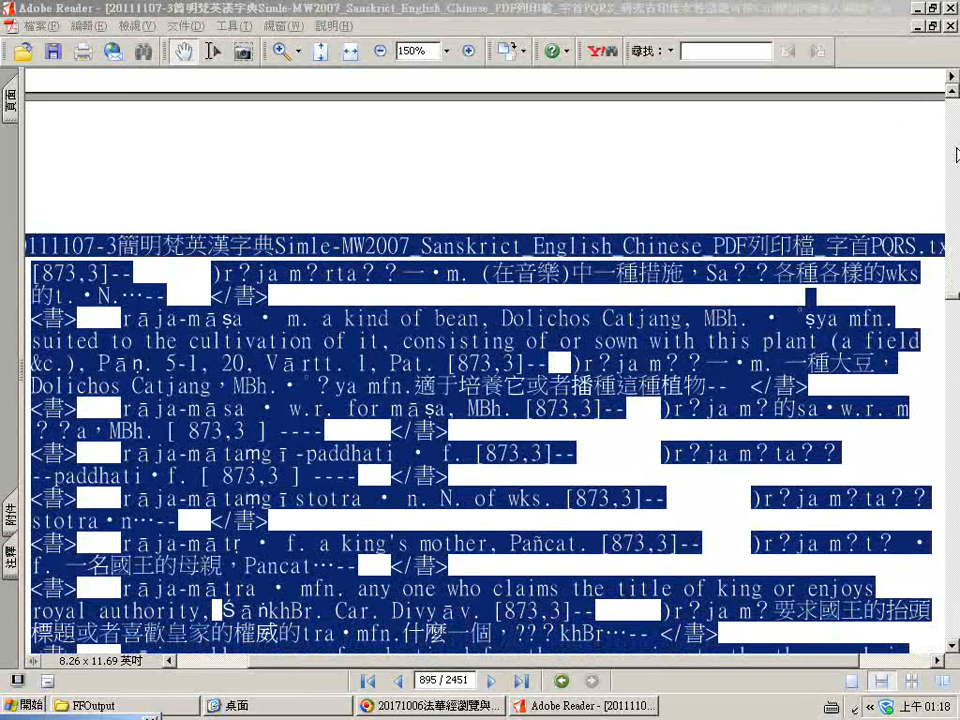 Adobe Reader - [20111107-3簡明梵英漢字典Simle-MW2007_Sanskrict_English_Chinese_PDF列印檔_字首PQRS.
檔案(F) 編輯(E) 檢視(V) 文件(D) 工具(T) 視窗(W) 說明(H)
150% Y! 尋找:
頁面
0111107-3簡明梵英漢字典Simle-MW2007_Sanskrict_English_Chinese_PDF列印檔_字首PQRS.tx
[873,3]-- )r?ja m?rta??一‧m. (在音樂)中一種措施,Sa??各種各樣的wks
的t.‧N.…-- </書>
<書> rāja-māṣa ‧ m. a kind of bean, Dolichos Catjang, MBh. ‧ °ṣya mfn.
suited to the cultivation of it, consisting of or sown with this plant (a field
&c.), Pāṇ. 5-1, 20, Vārtt. 1, Pat. [873,3]-- )r?ja m??一‧m. 一種大豆,
Dolichos Catjang,MBh.‧°?ya mfn.適于培養它或者播種這種植物-- </書>
<書> rāja-māsa ‧ w.r. for māṣa, MBh. [873,3]-- )r?ja m?的sa‧w.r. m
??a,MBh. [ 873,3 ] ---- </書>
<書> rāja-mātaṃgī-paddhati ‧ f. [873,3]-- )r?ja m?ta??
--paddhati‧f. [ 873,3 ] ---- </書>
<書> rāja-mātaṃgīstotra ‧ n. N. of wks. [873,3]-- )r?ja m?ta??
stotra‧n…-- </書>
<書> rāja-mātṛ ‧ f. a king's mother, Pañcat. [873,3]-- )r?ja m?t? ‧
f. 一名國王的母親,Pancat…-- </書>
<書> rāja-mātra ‧ mfn. any one who claims the title of king or enjoys
royal authority, ŚāṅkhBr. Car. Divyāv. [873,3]-- )r?ja m?要求國王的抬頭
標題或者喜歡皇家的權威的tra‧mfn.什麼一個,???khBr…-- </書>
附件
注釋
8.26 x 11.69 英吋
895 / 2451
開始 FFOutput 桌面 20171006法華經瀏覽與... Adobe Reader - [2011110... 上午 01:18